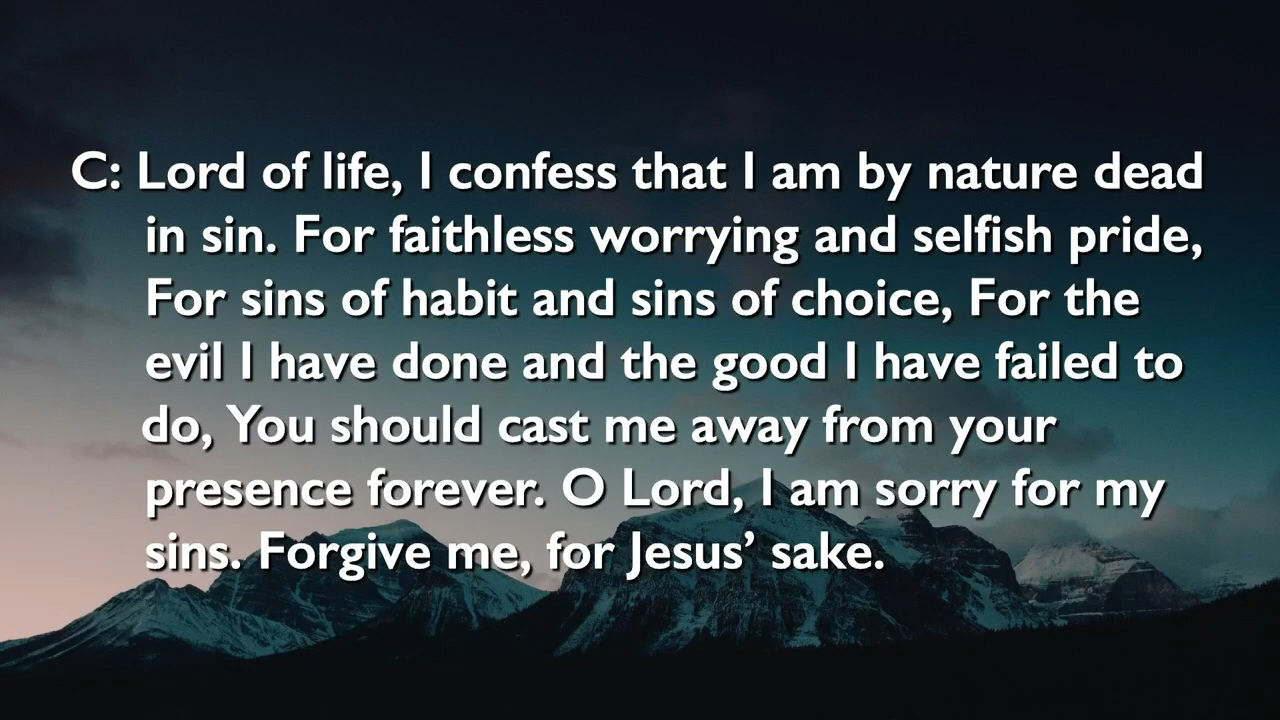 C: Lord of life, I confess that I am by nature dead
in sin. For faithless worrying and selfish pride,
For sins of habit and sins of choice, For the
evil I have done and the good I have failed to
do, You should cast me away from your
presence forever. O Lord, I am sorry for my
sins. Forgive me, for Jesus’ sake.